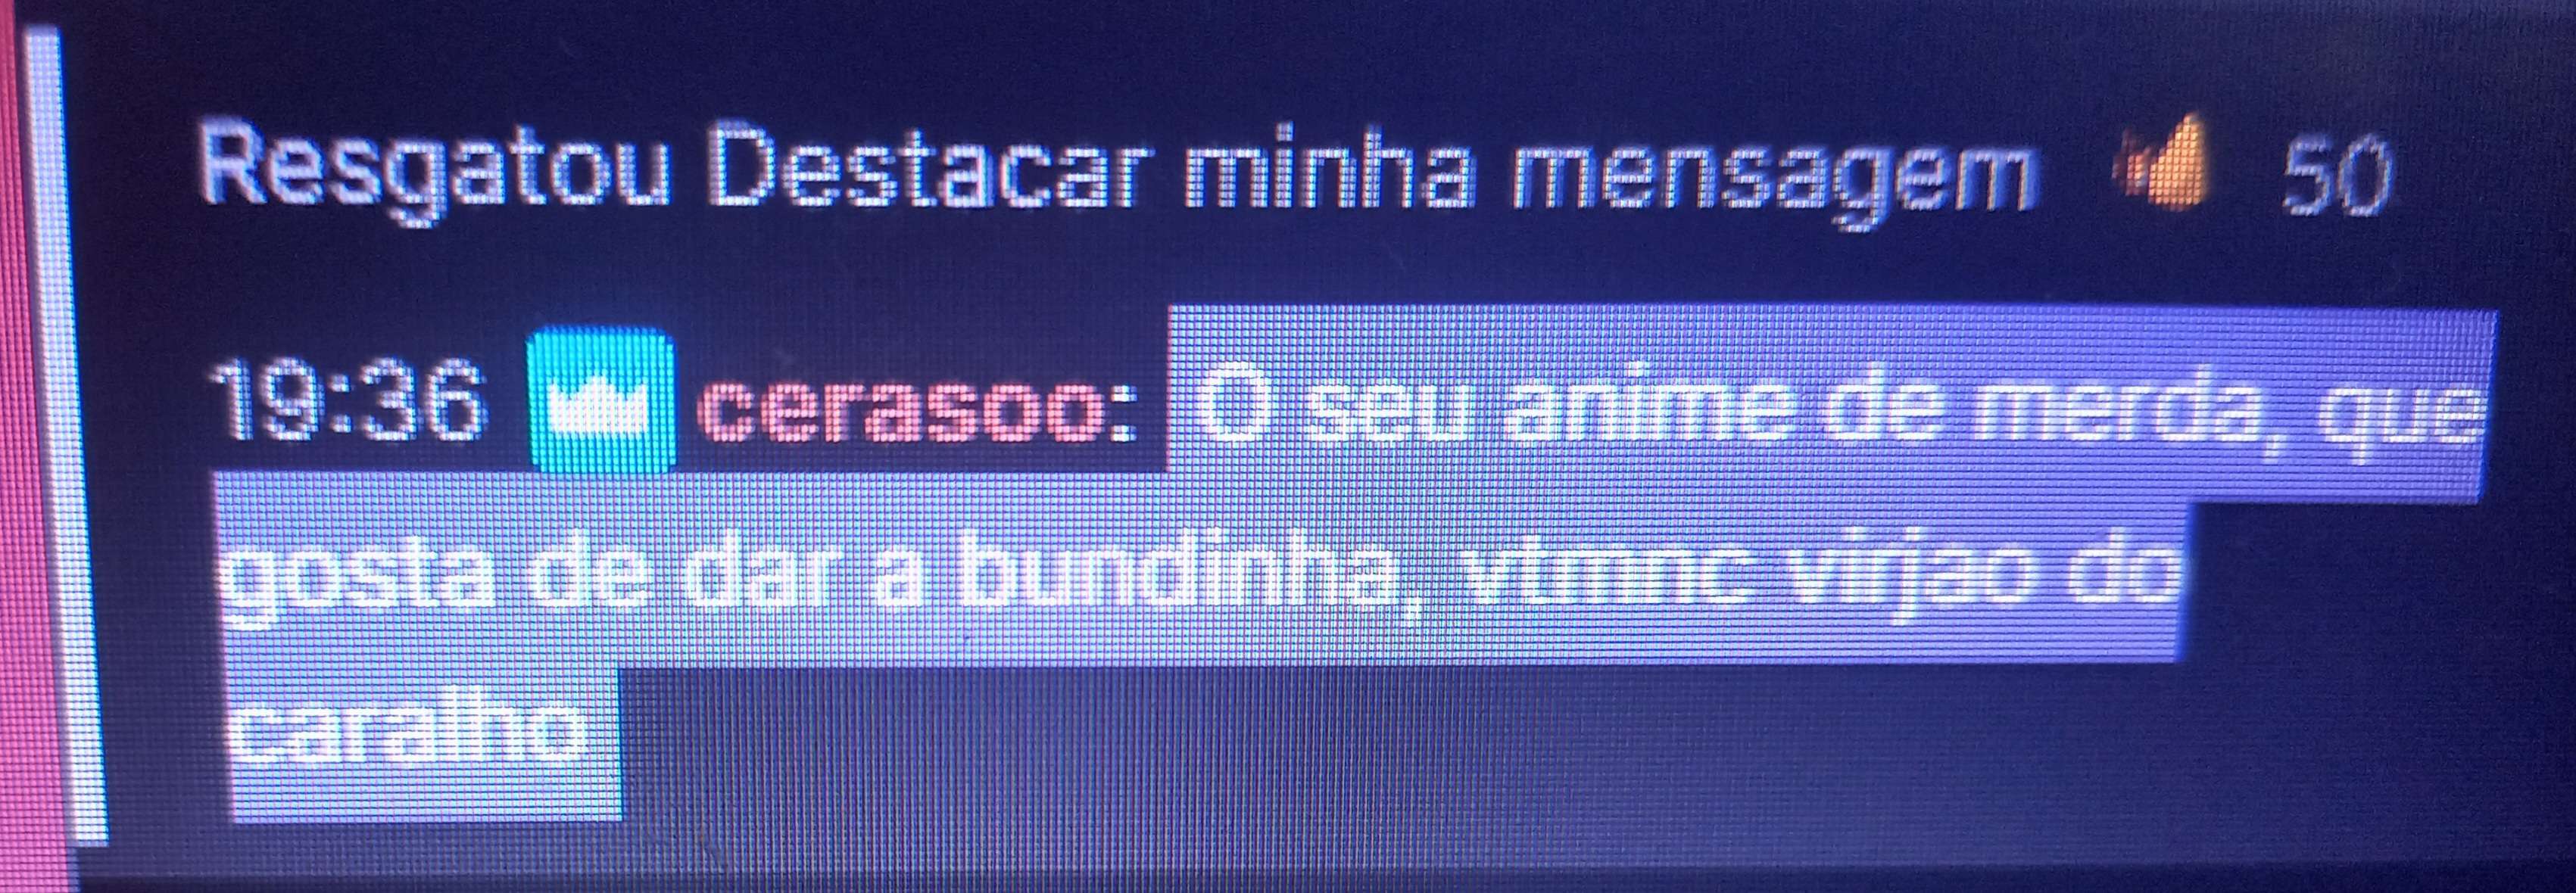 Resgatou Destacar minha mensagem 50
19:36 cerasoo: O seu anime de merda, que
gosta de dar a bundinha, vtmnc virjao do
caralho